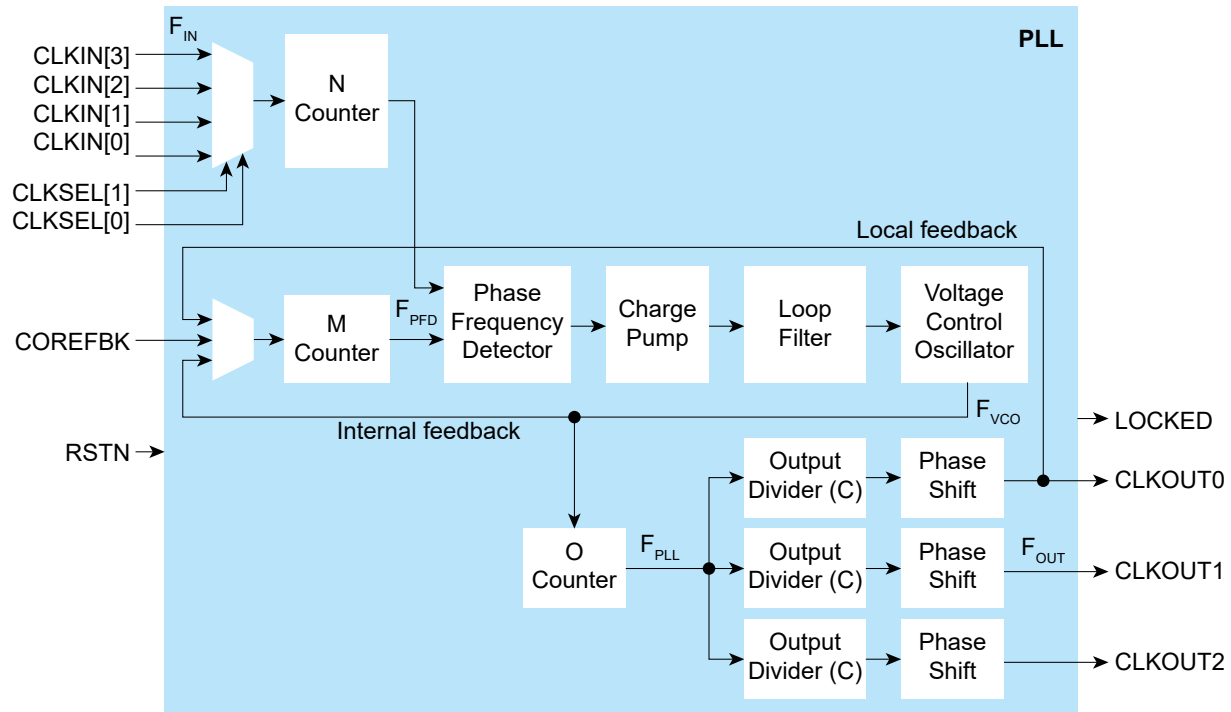 PLL
F_IN
CLKIN[3]
CLKIN[2]
CLKIN[1]
CLKIN[0]
CLKSEL[1]
CLKSEL[0]
N
Counter
Local feedback
COREFBK
M
Counter
F_PFD
Phase
Frequency
Detector
Charge
Pump
Loop
Filter
Voltage
Control
Oscillator
F_VCO
Internal feedback
RSTN
LOCKED
Output
Divider (C)
Phase
Shift
CLKOUT0
O
Counter
F_PLL
Output
Divider (C)
Phase
Shift
F_OUT
CLKOUT1
Output
Divider (C)
Phase
Shift
CLKOUT2